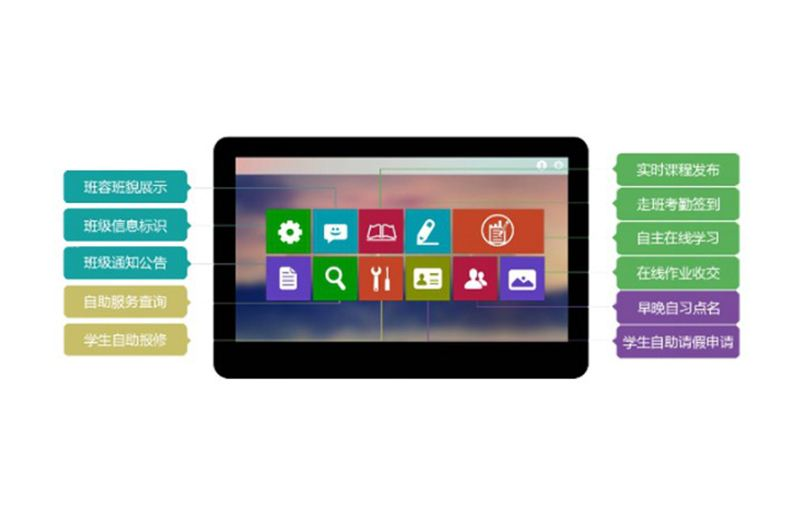 班容班貌展示
班级信息标识
班级通知公告
自助服务查询
学生自助报修
实时课程发布
走班考勤签到
自主在线学习
在线作业收交
早晚自习点名
学生自助请假申请